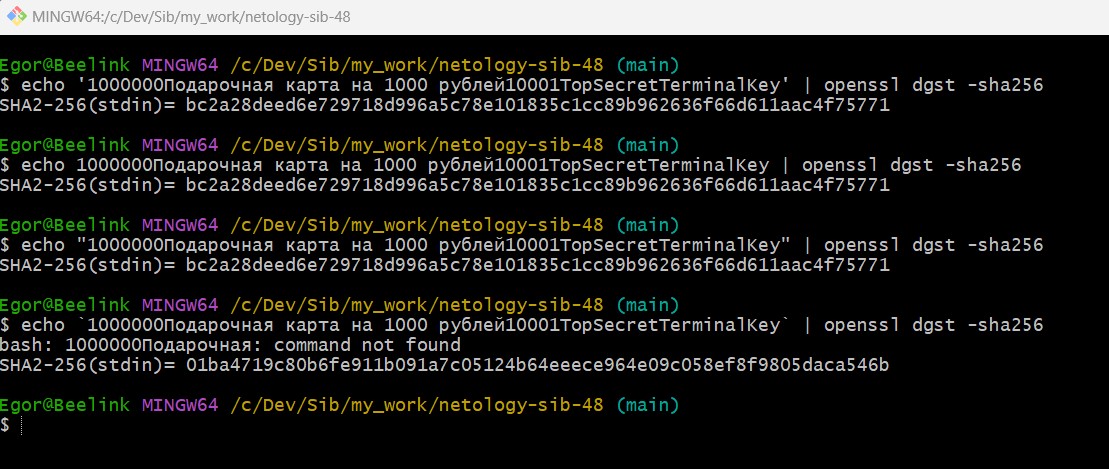 MINGW64:/c/Dev/Sib/my_work/netology-sib-48
Egor@Beelink MINGW64 /c/Dev/Sib/my_work/netology-sib-48 (main)
$ echo '1000000Подарочная карта на 1000 рублей10001TopSecretTerminalKey' | openssl dgst -sha256
SHA2-256(stdin)= bc2a28deed6e729718d996a5c78e101835c1cc89b962636f66d611aac4f75771
Egor@Beelink MINGW64 /c/Dev/Sib/my_work/netology-sib-48 (main)
$ echo 1000000Подарочная карта на 1000 рублей10001TopSecretTerminalKey | openssl dgst -sha256
SHA2-256(stdin)= bc2a28deed6e729718d996a5c78e101835c1cc89b962636f66d611aac4f75771
Egor@Beelink MINGW64 /c/Dev/Sib/my_work/netology-sib-48 (main)
$ echo "1000000Подарочная карта на 1000 рублей10001TopSecretTerminalKey" | openssl dgst -sha256
SHA2-256(stdin)= bc2a28deed6e729718d996a5c78e101835c1cc89b962636f66d611aac4f75771
Egor@Beelink MINGW64 /c/Dev/Sib/my_work/netology-sib-48 (main)
$ echo `1000000Подарочная карта на 1000 рублей10001TopSecretTerminalKey` | openssl dgst -sha256
bash: 1000000Подарочная: command not found
SHA2-256(stdin)= 01ba4719c80b6fe911b091a7c05124b64eeece964e09c058ef8f9805daca546b
Egor@Beelink MINGW64 /c/Dev/Sib/my_work/netology-sib-48 (main)
$